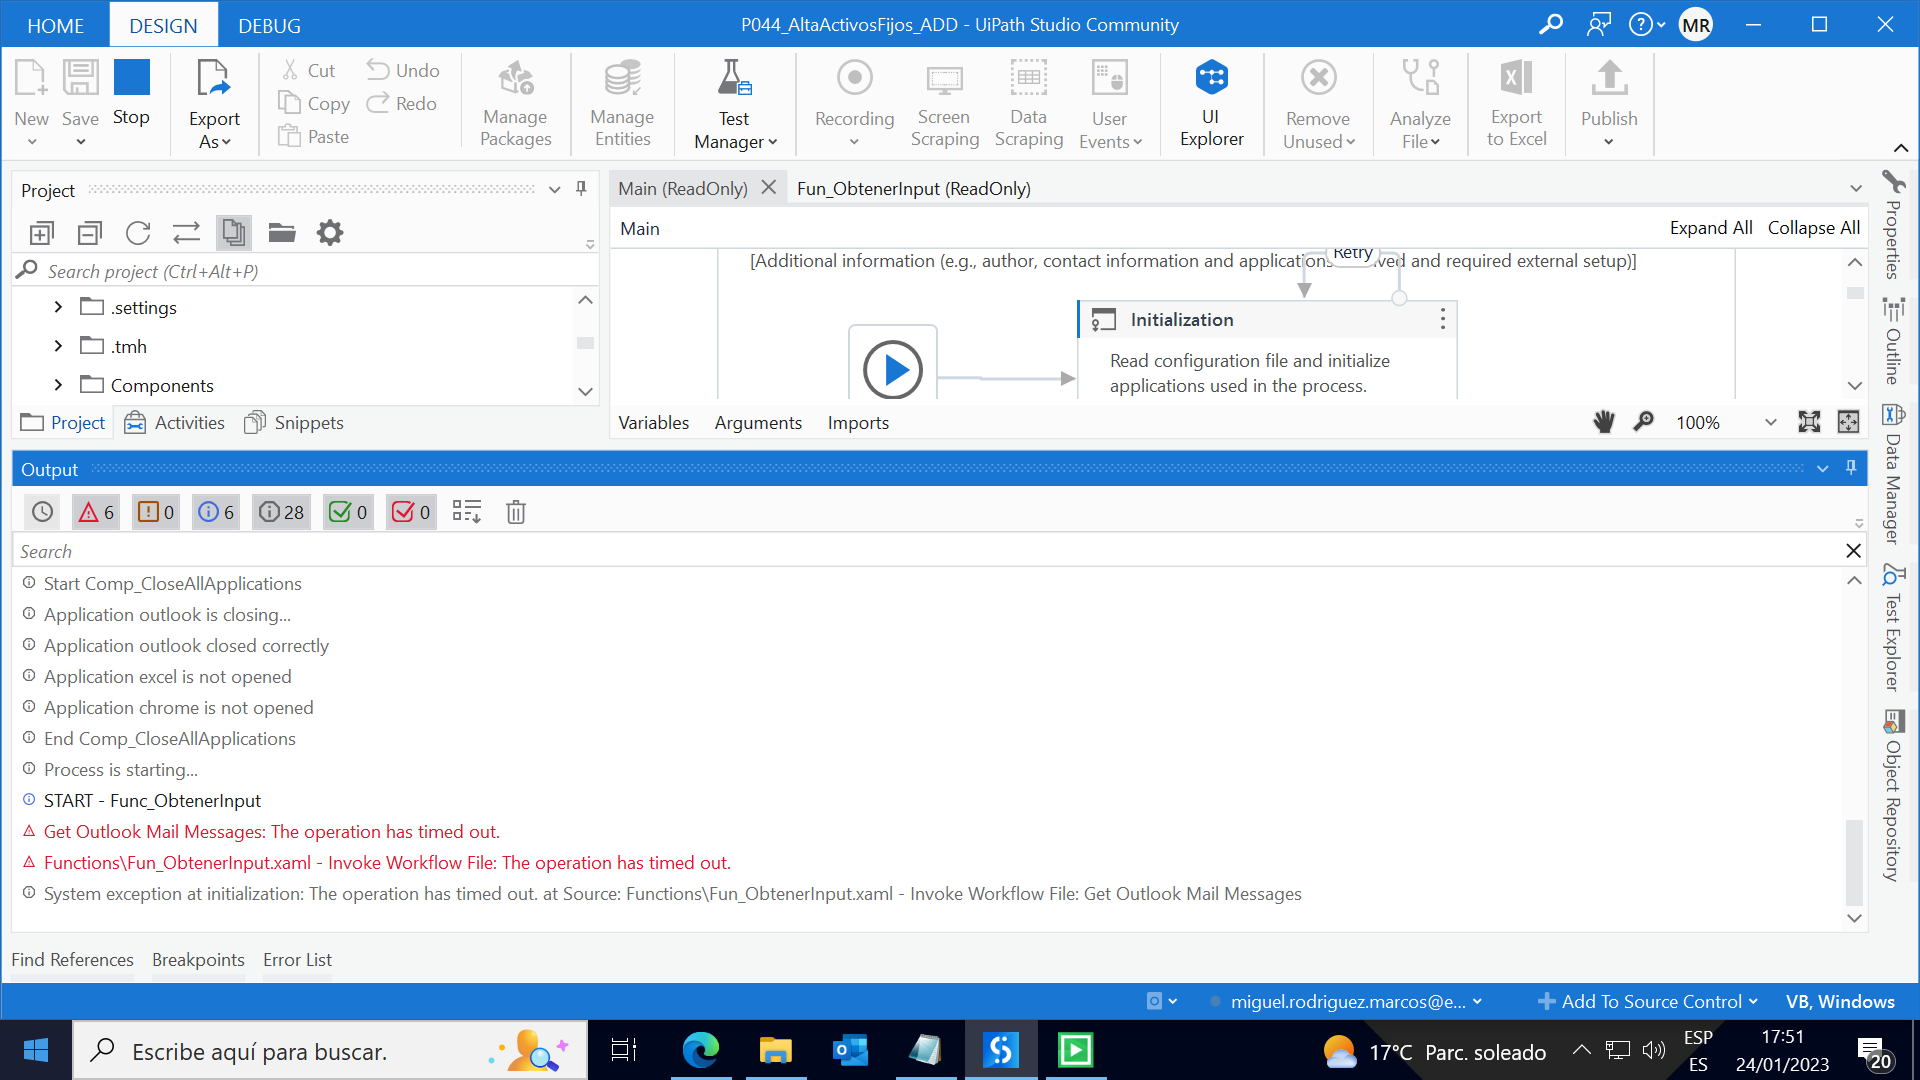 HOME
DESIGN
DEBUG
P044_AltaActivosFijos_ADD - UiPath Studio Community
MR
New
Save
Stop
Export As
Cut
Copy
Paste
Undo
Redo
Manage Packages
Manage Entities
Test Manager
Recording
Screen Scraping
Data Scraping
User Events
UI Explorer
Remove Unused
Analyze File
Export to Excel
Publish
Project
Search project (Ctrl+Alt+P)
.settings
.tmh
Components
Project
Activities
Snippets
Main (ReadOnly)
Fun_ObtenerInput (ReadOnly)
Main
Expand All
Collapse All
[Additional information (e.g., author, contact information and applications
and required external setup)]
Retry
Initialization
Read configuration file and initialize
applications used in the process.
Variables
Arguments
Imports
100%
Properties
Outline
Data Manager
Test Explorer
Object Repository
Output
6
0
6
28
0
0
Search
Start Comp_CloseAllApplications
Application outlook is closing...
Application outlook closed correctly
Application excel is not opened
Application chrome is not opened
End Comp_CloseAllApplications
Process is starting...
START - Func_ObtenerInput
Get Outlook Mail Messages: The operation has timed out.
Functions\Fun_ObtenerInput.xaml - Invoke Workflow File: The operation has timed out.
System exception at initialization: The operation has timed out. at Source: Functions\Fun_ObtenerInput.xaml - Invoke Workflow File: Get Outlook Mail Messages
Find References
Breakpoints
Error List
miguel.rodriguez.marcos@e...
Add To Source Control
VB, Windows
Escribe aquí para buscar.
17°C Parc. soleado
ESP
ES
17:51
24/01/2023
20